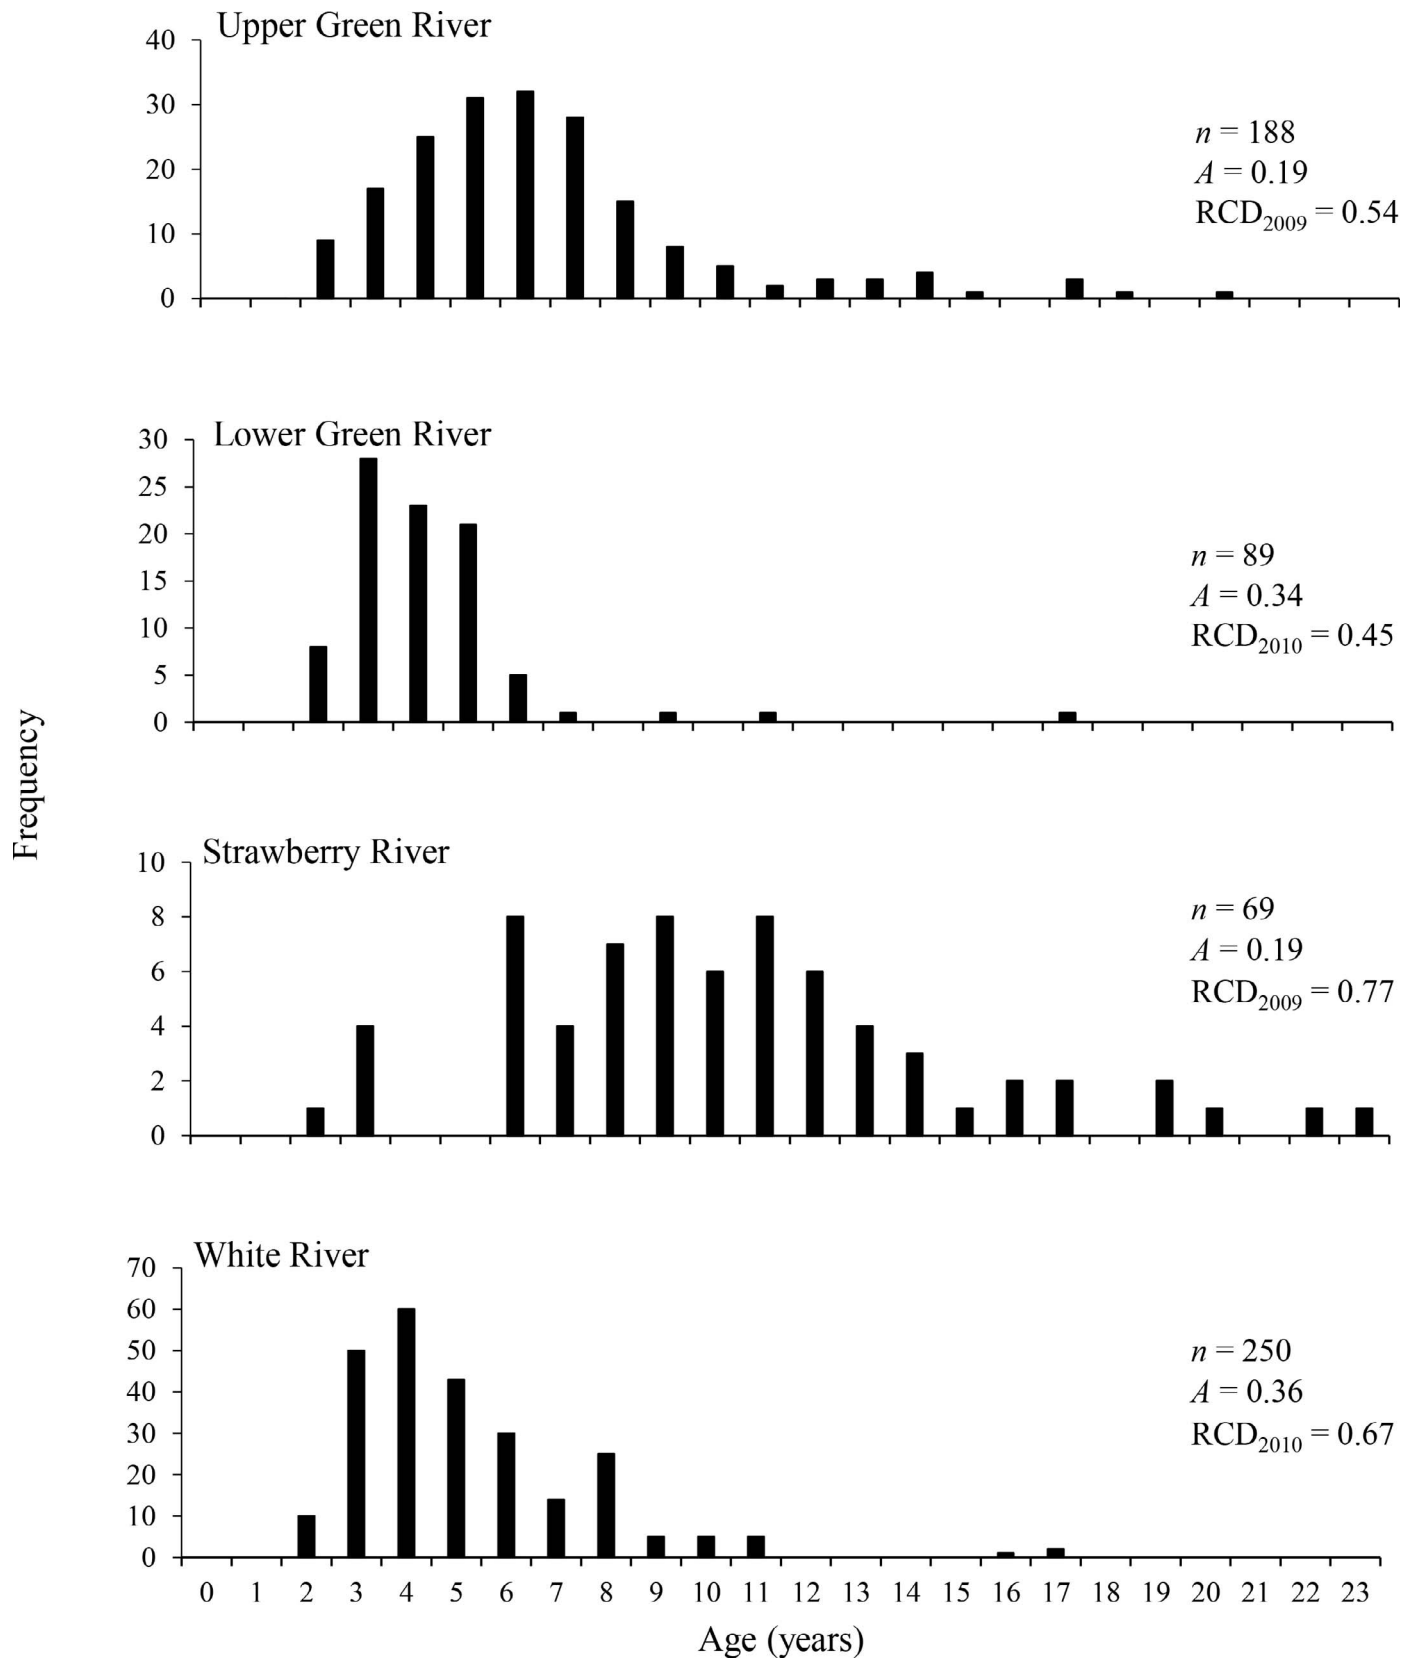 Upper Green River
40
30
20
10
0
n = 188
A = 0.19
RCD2009 = 0.54
Lower Green River
30
25
20
15
10
5
0
n = 89
A = 0.34
RCD2010 = 0.45
Frequency
Strawberry River
10
8
6
4
2
0
n = 69
A = 0.19
RCD2009 = 0.77
White River
70
60
50
40
30
20
10
0
n = 250
A = 0.36
RCD2010 = 0.67
0 1 2 3 4 5 6 7 8 9 10 11 12 13 14 15 16 17 18 19 20 21 22 23
Age (years)